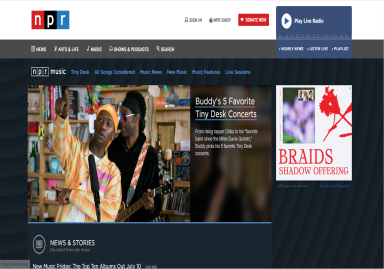 npr
SIGN IN
NPR SHOP
DONATE NOW
Play Live Radio
HOURLY NEWS
LISTEN LIVE
PLAYLIST
NEWS
ARTS & LIFE
MUSIC
SHOWS & PODCASTS
SEARCH
npr music
Tiny Desk
All Songs Considered
Music News
New Music
Music Features
Live Sessions
Buddy's 5 Favorite
Tiny Desk Concerts
From rising rapper Chika to his "favorite
band since the Miles Davis Quintet,"
Buddy picks his 5 favorite Tiny Desk
concerts.
BRAIDS
SHADOW OFFERING
NEWS & STORIES
the latest from npr music
New Music Friday: The Top Ten Albums Out July 10